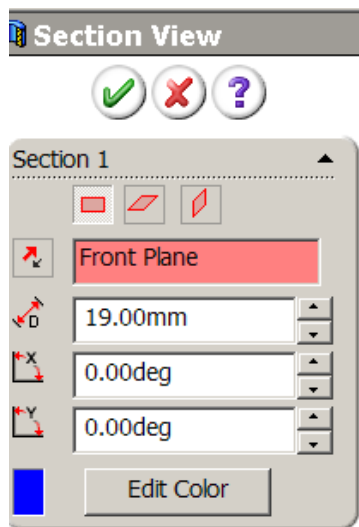 Section View
?
Section 1
Front Plane
D
19.00mm
X
0.00deg
Y
0.00deg
Edit Color